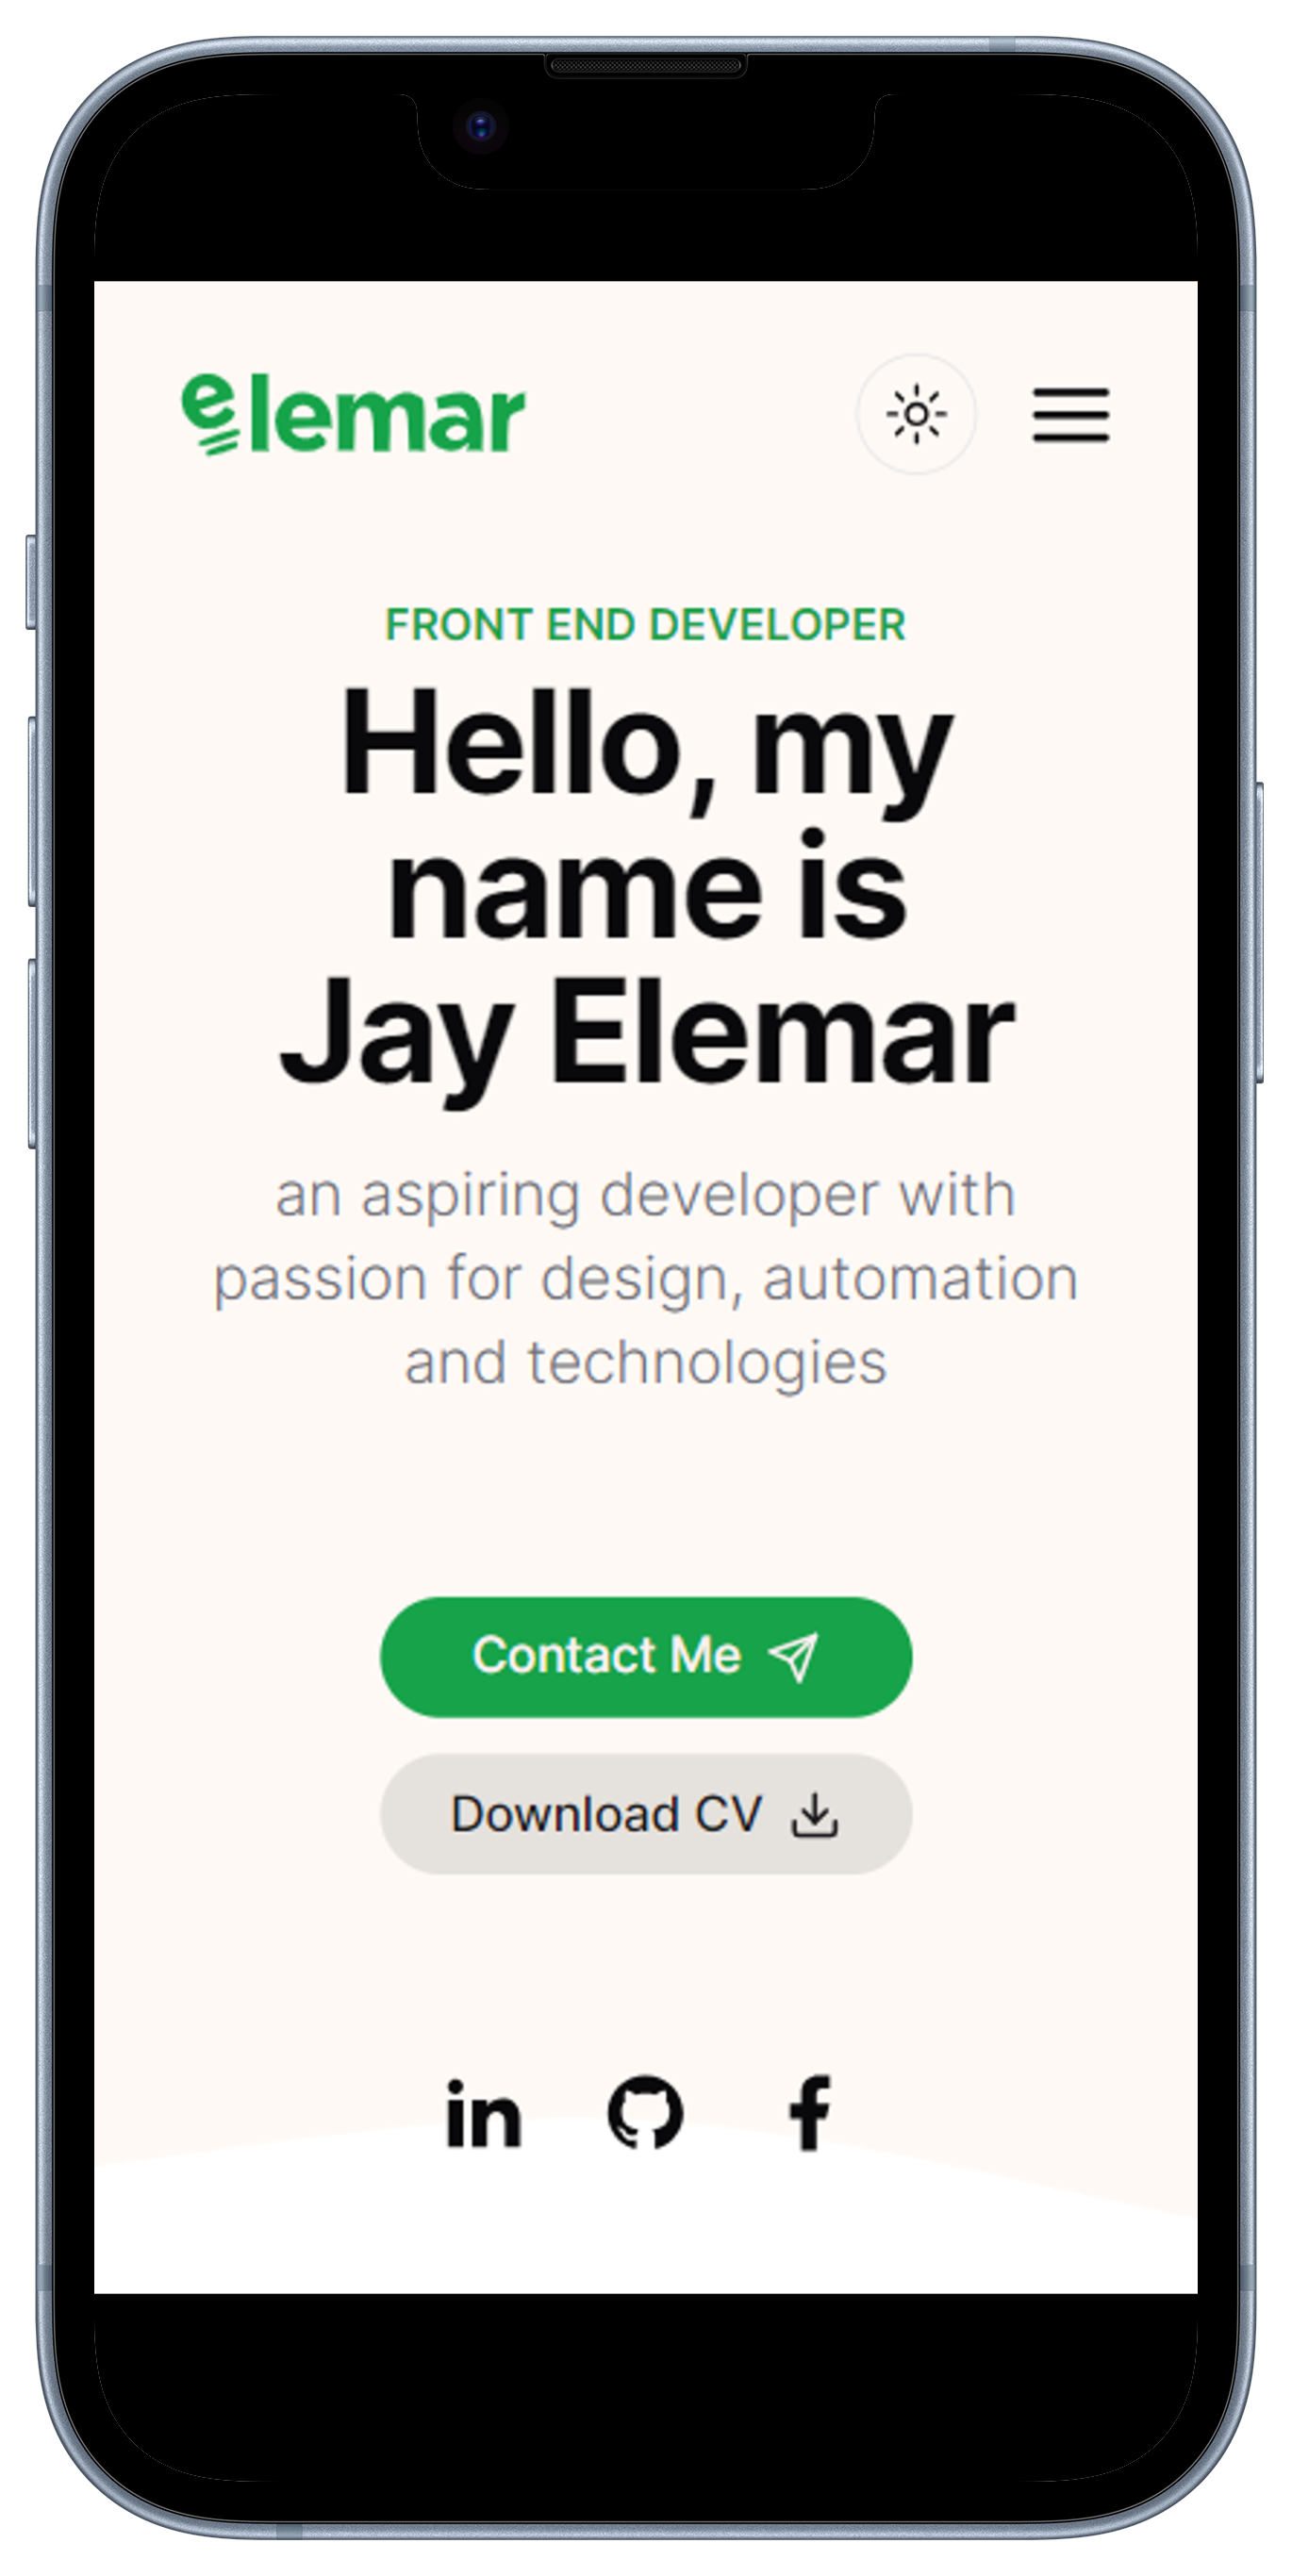 elemar
FRONT END DEVELOPER
Hello, my
name is
Jay Elemar
an aspiring developer with
passion for design, automation
and technologies
Contact Me
Download CV
in
f